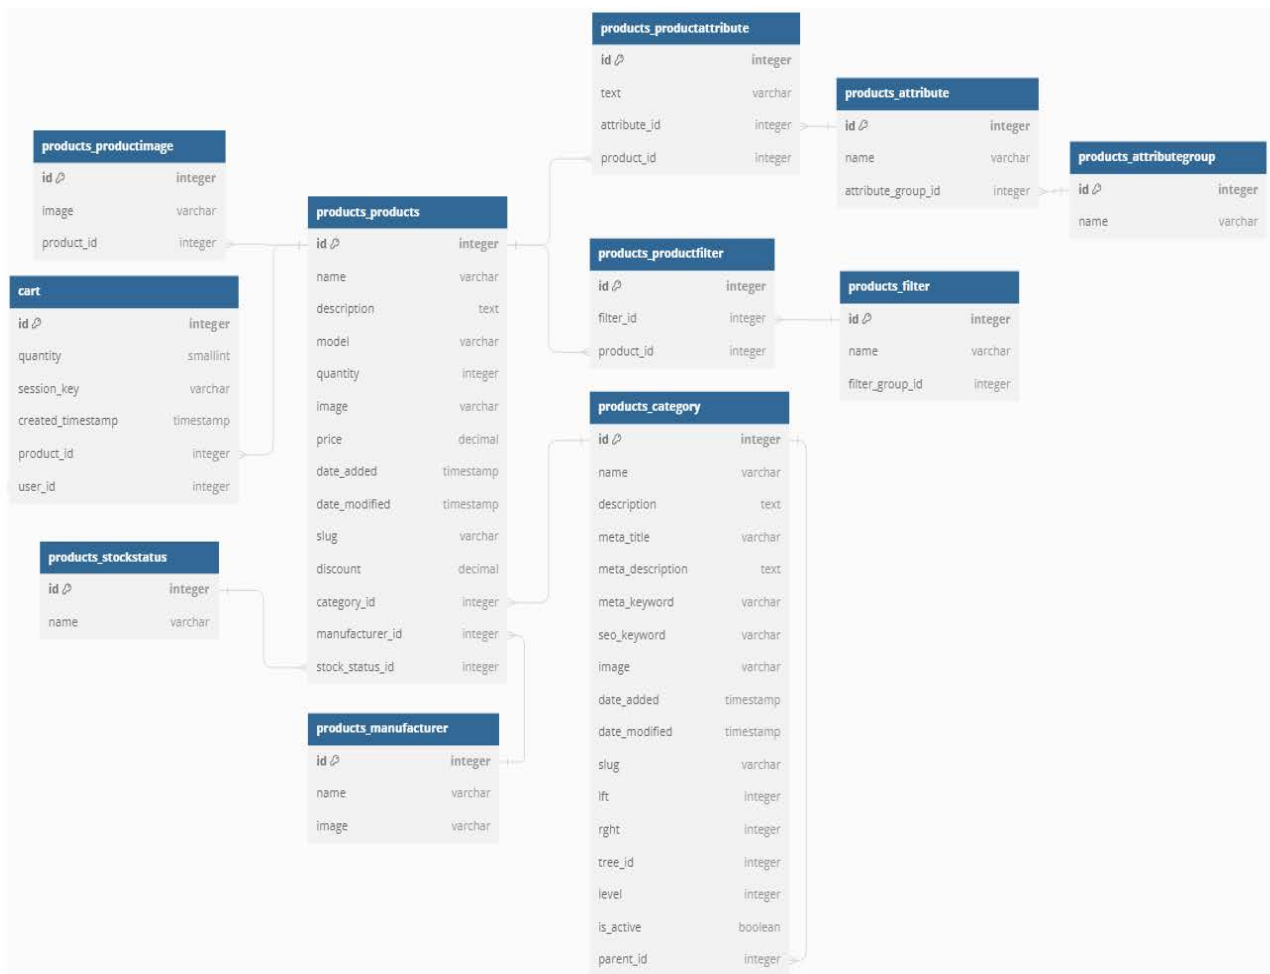 products_productattribute
id integer
text varchar
attribute_id integer
product_id integer
products_attribute
id integer
name varchar
attribute_group_id integer
products_attributegroup
id integer
name varchar
products_productimage
id integer
image varchar
product_id integer
products_products
id integer
name varchar
description text
model varchar
quantity integer
image varchar
price decimal
date_added timestamp
date_modified timestamp
slug varchar
discount decimal
category_id integer
manufacturer_id integer
stock_status_id integer
products_productfilter
id integer
filter_id integer
product_id integer
products_filter
id integer
name varchar
filter_group_id integer
cart
id integer
quantity smallint
session_key varchar
created_timestamp timestamp
product_id integer
user_id integer
products_category
id integer
name varchar
description text
meta_title varchar
meta_description text
meta_keyword varchar
seo_keyword varchar
image varchar
date_added timestamp
date_modified timestamp
slug varchar
lft integer
rght integer
tree_id integer
level integer
is_active boolean
parent_id integer
products_stockstatus
id integer
name varchar
products_manufacturer
id integer
name varchar
image varchar